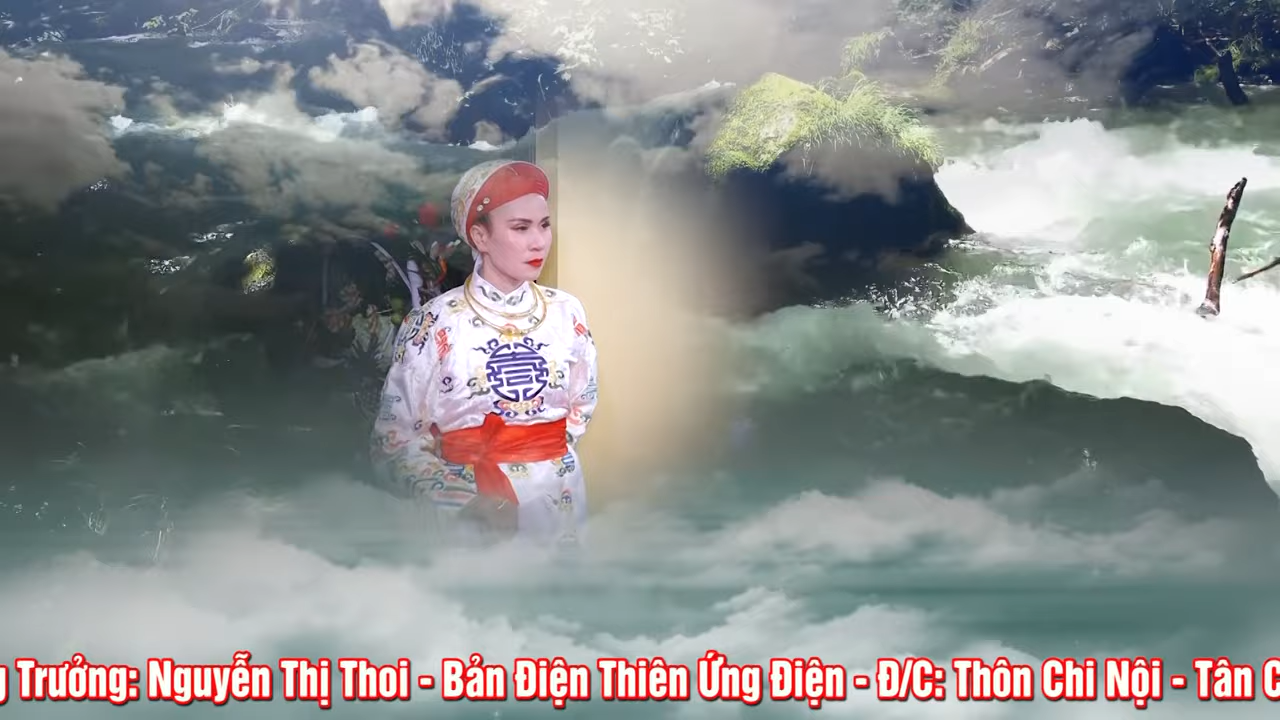 g Trưởng: Nguyễn Thị Thoi - Bản Điện Thiên Ứng Điện - Đ/C: Thôn Chi Nội - Tân C